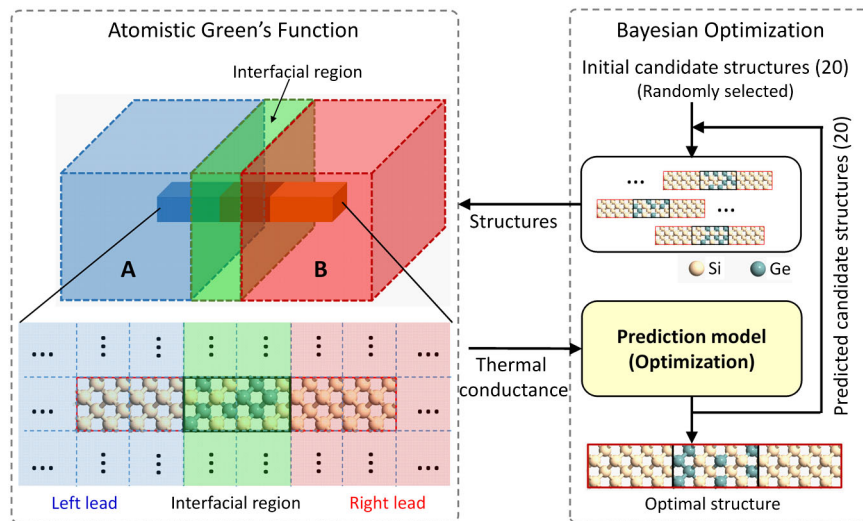 Atomistic Green's Function
Interfacial region
A
B
...
...
...
...
...
...
Left lead
Interfacial region
Right lead
Structures
Thermal
conductance
Bayesian Optimization
Initial candidate structures (20)
(Randomly selected)
...
...
Si
Ge
Prediction model
(Optimization)
Predicted candidate structures (20)
Optimal structure